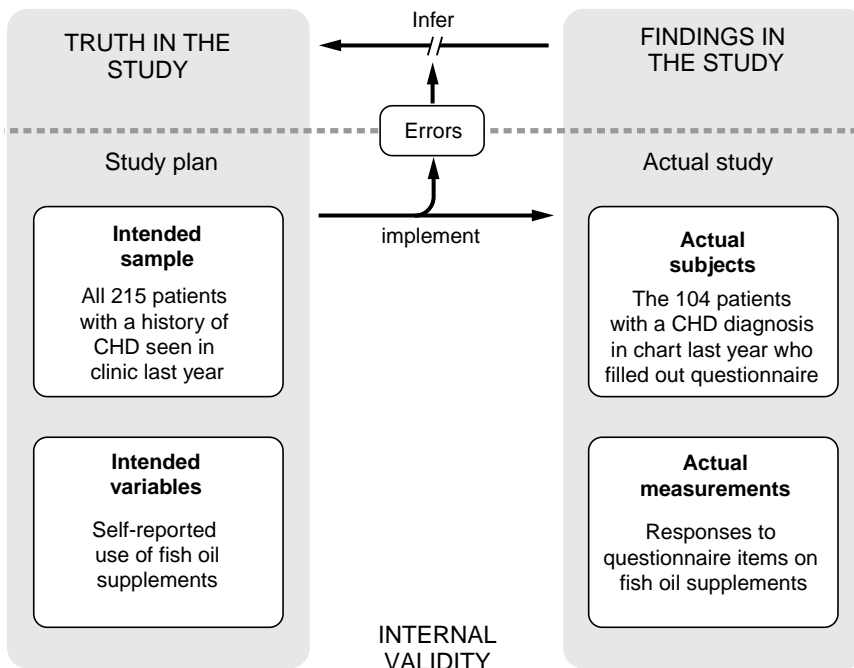 TRUTH IN THE
STUDY
Infer
FINDINGS IN
THE STUDY
Errors
Study plan
implement
Actual study
Intended
sample
All 215 patients
with a history of
CHD seen in
clinic last year
Actual
subjects
The 104 patients
with a CHD diagnosis
in chart last year who
filled out questionnaire
Intended
variables
Self-reported
use of fish oil
supplements
Actual
measurements
Responses to
questionnaire items on
fish oil supplements
INTERNAL
VALIDITY